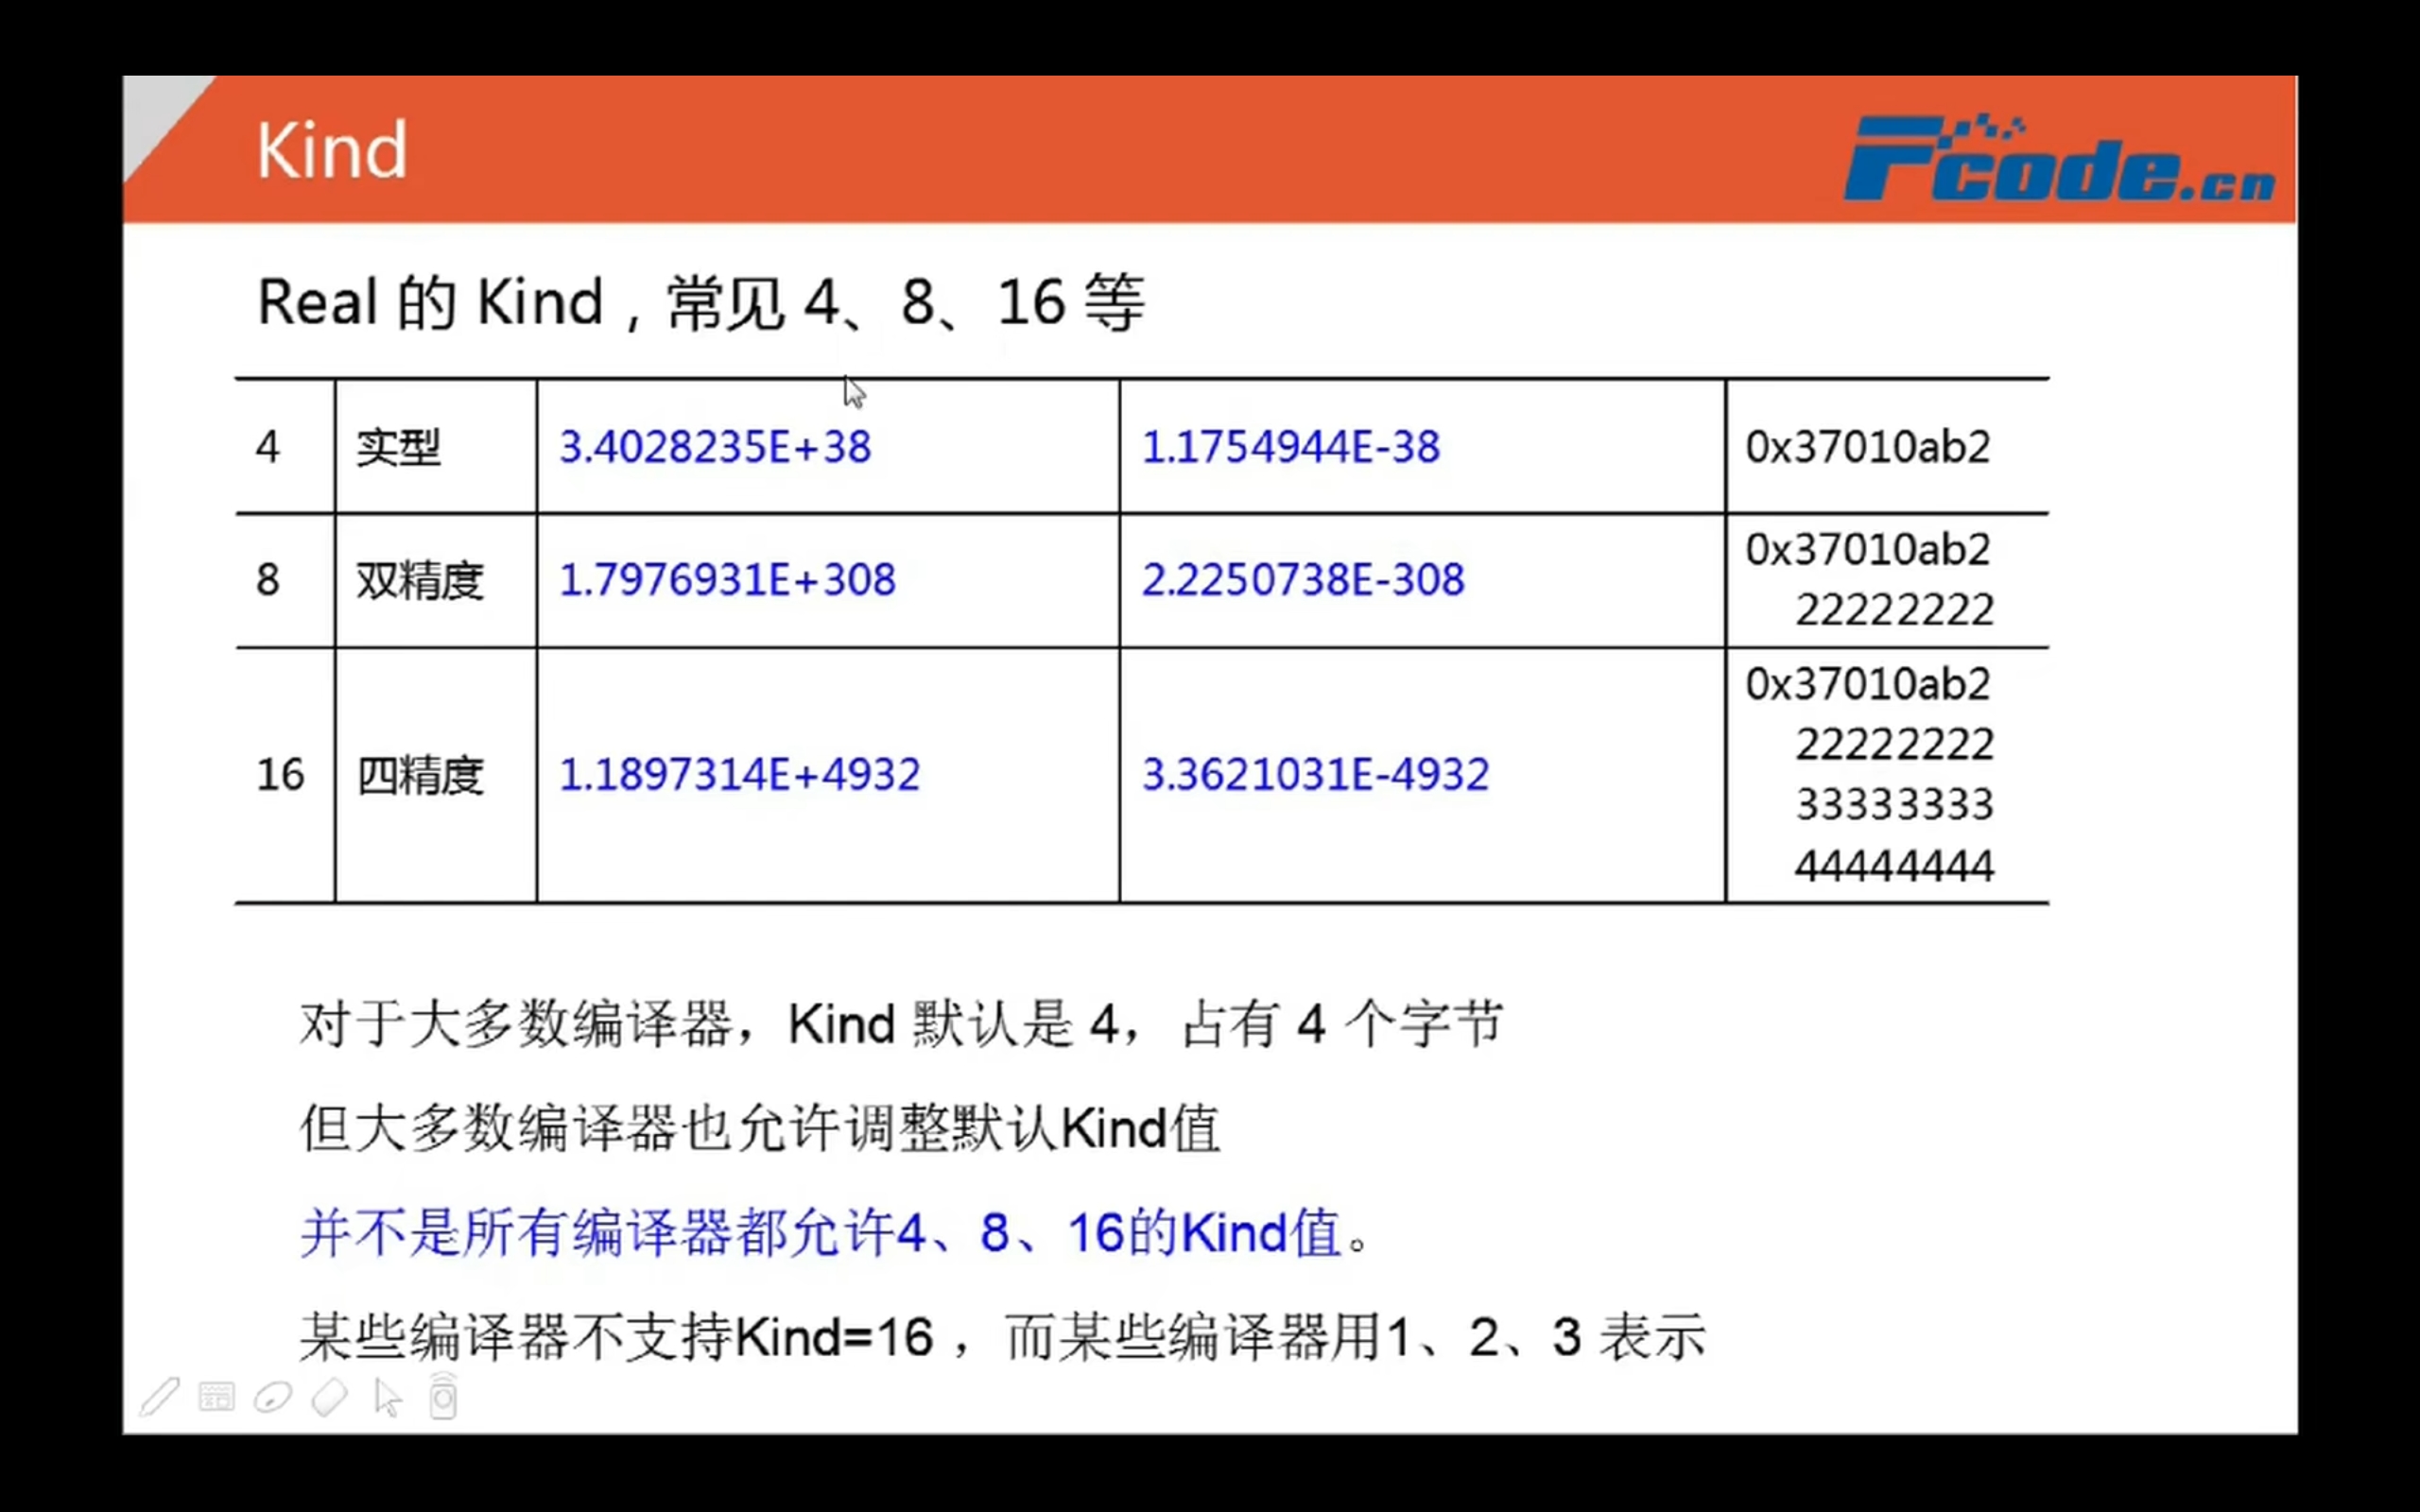 Kind
Fcode.cn
Real 的 Kind，常见 4、8、16 等
4 实型 3.4028235E+38 1.1754944E-38 0x37010ab2
8 双精度 1.7976931E+308 2.2250738E-308 0x37010ab2
22222222
16 四精度 1.1897314E+4932 3.3621031E-4932 0x37010ab2
22222222
33333333
44444444
对于大多数编译器，Kind 默认是 4，占有 4 个字节
但大多数编译器也允许调整默认Kind值
并不是所有编译器都允许4、8、16的Kind值。
某些编译器不支持Kind=16，而某些编译器用1、2、3 表示